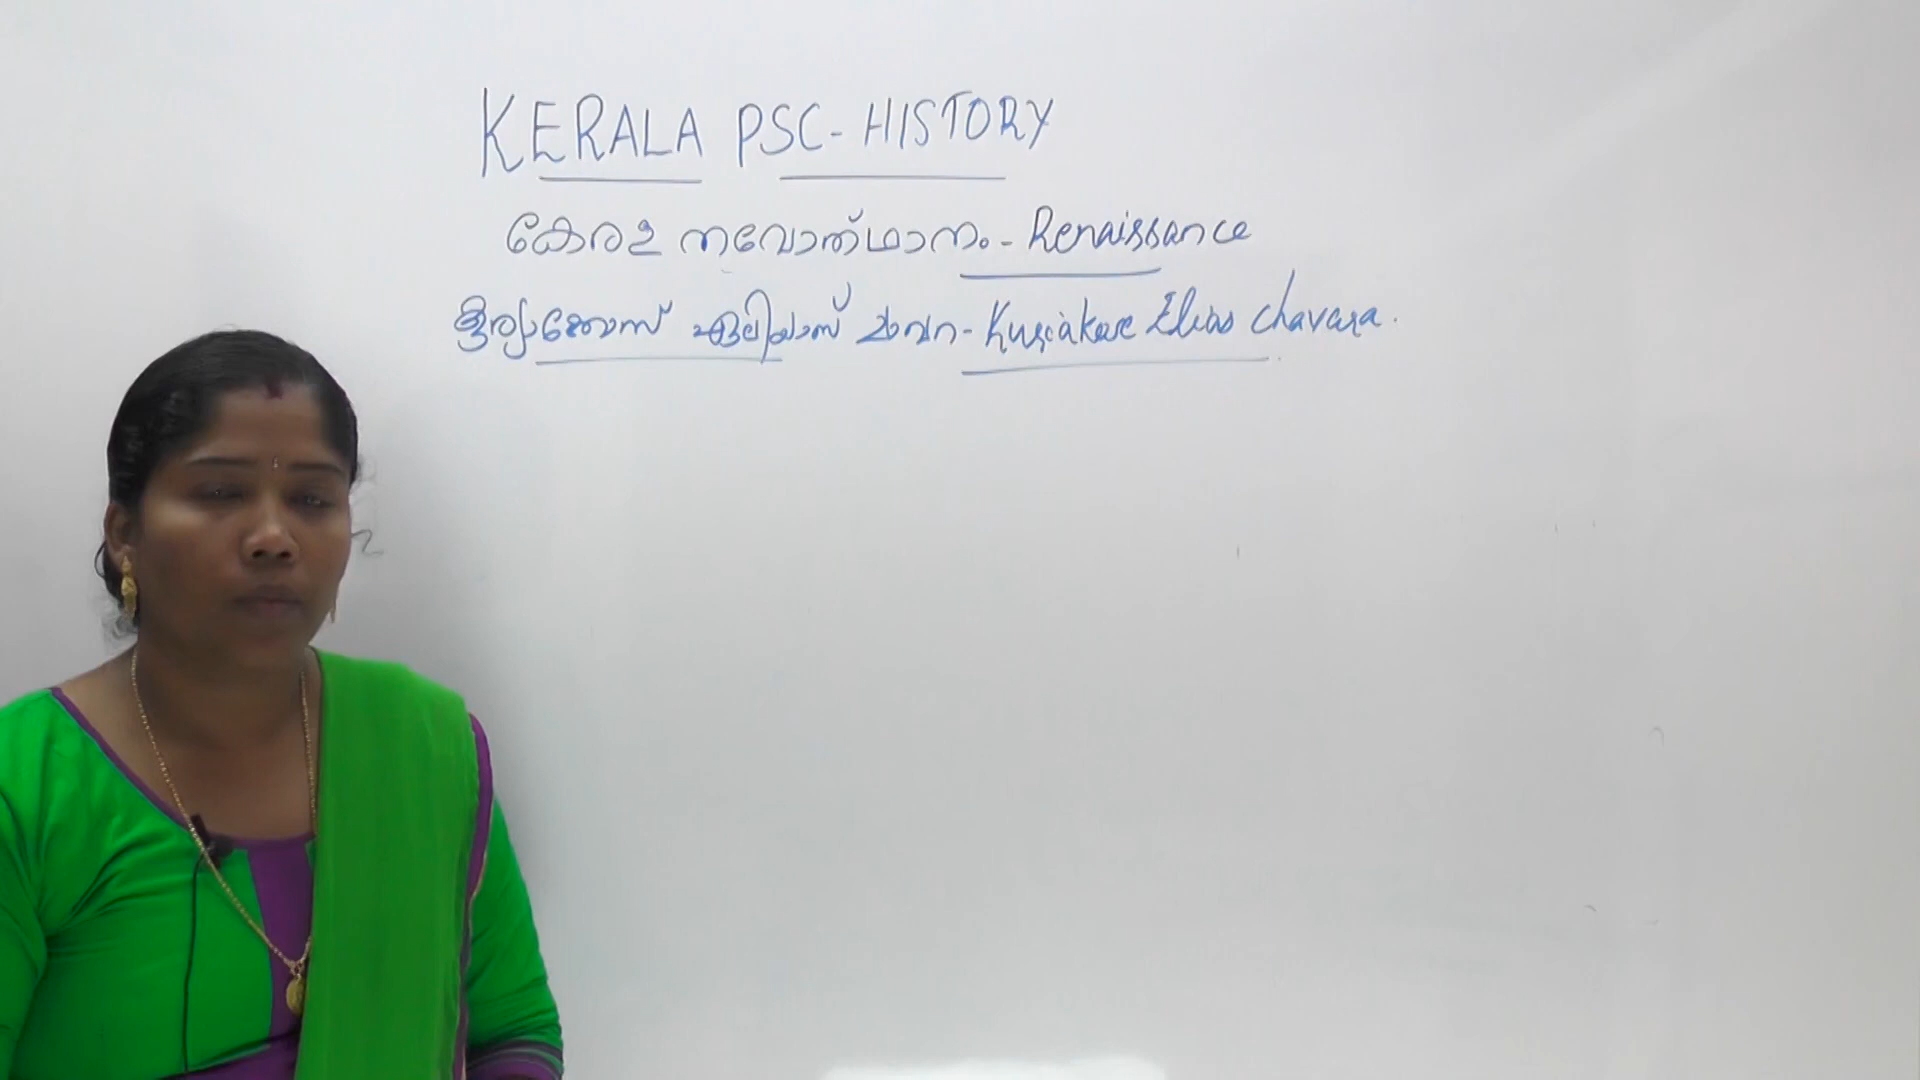 KERALA PSC- HISTORY
കേരള നവോത്ഥാനം - Renaissance
കുര്യാക്കോസ് ഏലിയാസ് ചാവറ - Kuriakose Elias Chavara.